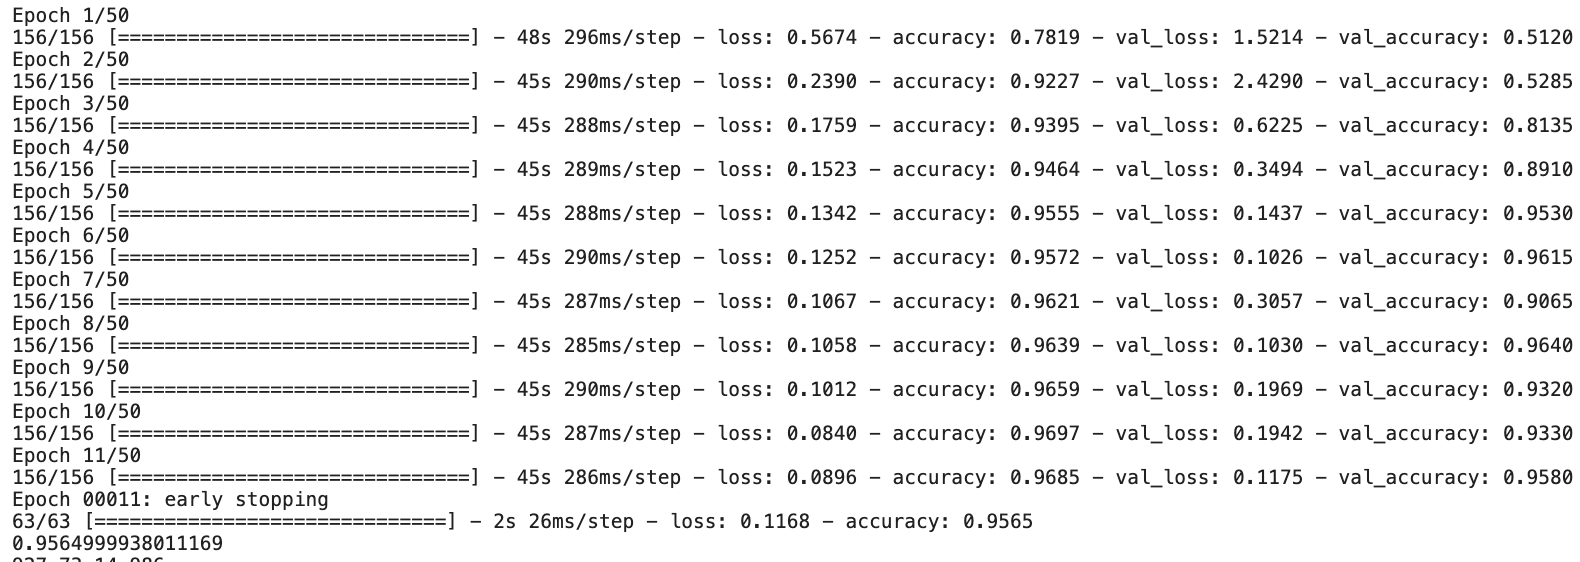 Epoch 1/50
156/156 [==============================] - 48s 296ms/step - loss: 0.5674 - accuracy: 0.7819 - val_loss: 1.5214 - val_accuracy: 0.5120
Epoch 2/50
156/156 [==============================] - 45s 290ms/step - loss: 0.2390 - accuracy: 0.9227 - val_loss: 2.4290 - val_accuracy: 0.5285
Epoch 3/50
156/156 [==============================] - 45s 288ms/step - loss: 0.1759 - accuracy: 0.9395 - val_loss: 0.6225 - val_accuracy: 0.8135
Epoch 4/50
156/156 [==============================] - 45s 289ms/step - loss: 0.1523 - accuracy: 0.9464 - val_loss: 0.3494 - val_accuracy: 0.8910
Epoch 5/50
156/156 [==============================] - 45s 288ms/step - loss: 0.1342 - accuracy: 0.9555 - val_loss: 0.1437 - val_accuracy: 0.9530
Epoch 6/50
156/156 [==============================] - 45s 290ms/step - loss: 0.1252 - accuracy: 0.9572 - val_loss: 0.1026 - val_accuracy: 0.9615
Epoch 7/50
156/156 [==============================] - 45s 287ms/step - loss: 0.1067 - accuracy: 0.9621 - val_loss: 0.3057 - val_accuracy: 0.9065
Epoch 8/50
156/156 [==============================] - 45s 285ms/step - loss: 0.1058 - accuracy: 0.9639 - val_loss: 0.1030 - val_accuracy: 0.9640
Epoch 9/50
156/156 [==============================] - 45s 290ms/step - loss: 0.1012 - accuracy: 0.9659 - val_loss: 0.1969 - val_accuracy: 0.9320
Epoch 10/50
156/156 [==============================] - 45s 287ms/step - loss: 0.0840 - accuracy: 0.9697 - val_loss: 0.1942 - val_accuracy: 0.9330
Epoch 11/50
156/156 [==============================] - 45s 286ms/step - loss: 0.0896 - accuracy: 0.9685 - val_loss: 0.1175 - val_accuracy: 0.9580
Epoch 00011: early stopping
63/63 [==============================] - 2s 26ms/step - loss: 0.1168 - accuracy: 0.9565
0.9564999938011169